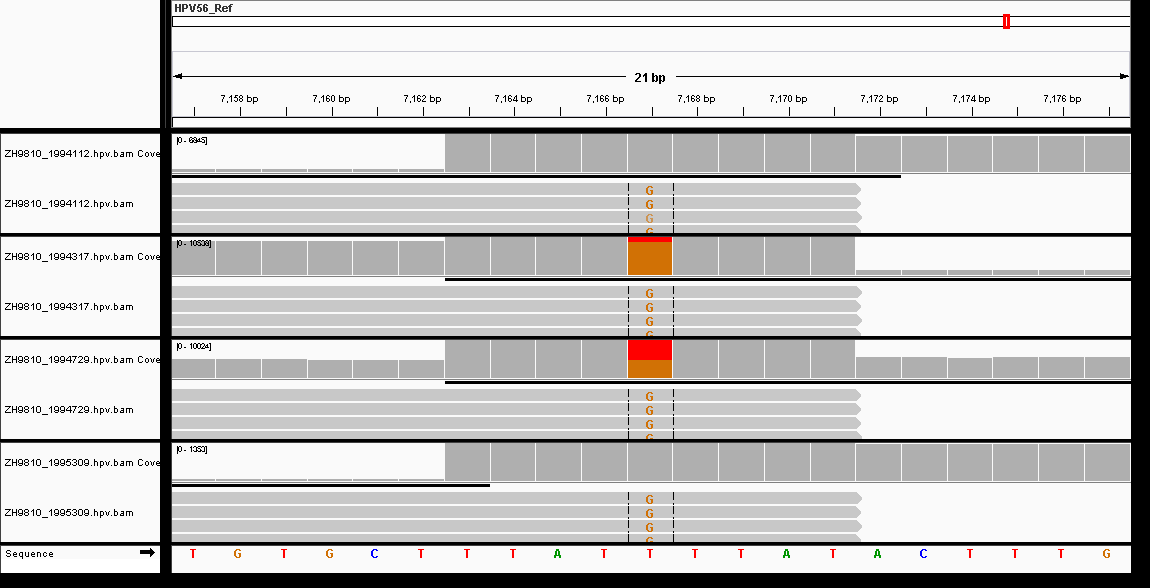 HPV56_Ref
21 bp
7,158 bp 7,160 bp 7,162 bp 7,164 bp 7,166 bp 7,168 bp 7,170 bp 7,172 bp 7,174 bp 7,176 bp
[0 - 6945]
ZH9810_1994112.hpv.bam Cove
G
ZH9810_1994112.hpv.bam
G
G
G
[0 - 10536]
ZH9810_1994317.hpv.bam Cove
G
ZH9810_1994317.hpv.bam
G
G
G
[0 - 10024]
ZH9810_1994729.hpv.bam Cove
G
ZH9810_1994729.hpv.bam
G
G
G
[0 - 1353]
ZH9810_1995309.hpv.bam Cove
G
ZH9810_1995309.hpv.bam
G
G
G
Sequence T G T G C T T T A T T T T A T A C T T T G